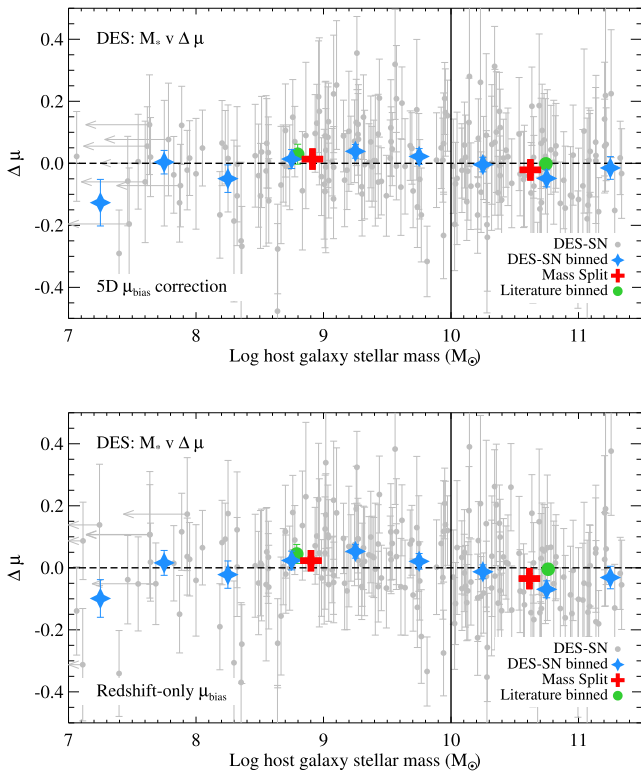 0.4
DES: M* v Δ μ
0.2
Δ μ
0.0
-0.2
DES-SN
DES-SN binned
Mass Split
-0.4
5D μbias correction
Literature binned
7 8 9 10 11
Log host galaxy stellar mass (M☉)
0.4
DES: M* v Δ μ
0.2
Δ μ
0.0
-0.2
DES-SN
DES-SN binned
Mass Split
-0.4
Redshift-only μbias
Literature binned
7 8 9 10 11
Log host galaxy stellar mass (M☉)